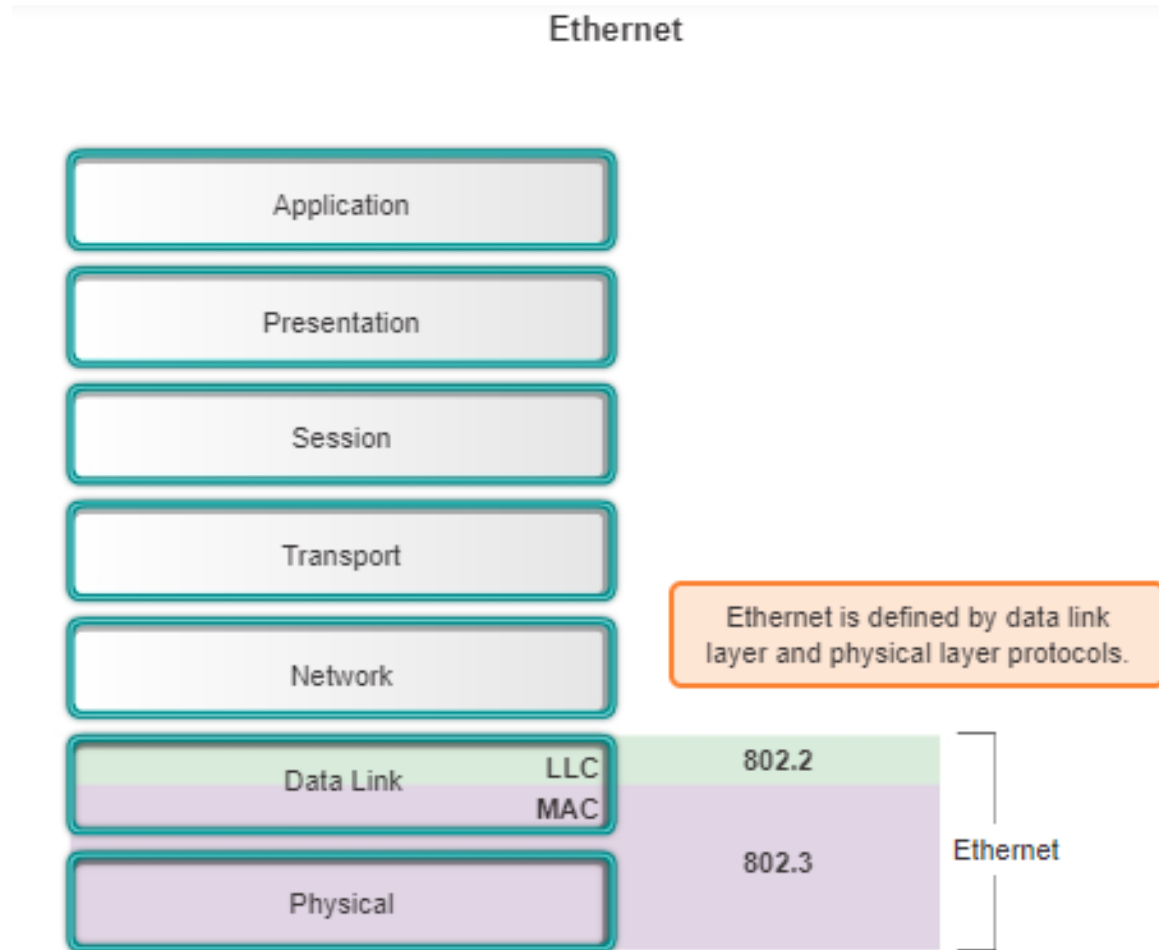 Ethernet
Application
Presentation
Session
Transport
Network
Ethernet is defined by data link
layer and physical layer protocols.
Data Link
LLC
MAC
802.2
802.3
Ethernet
Physical